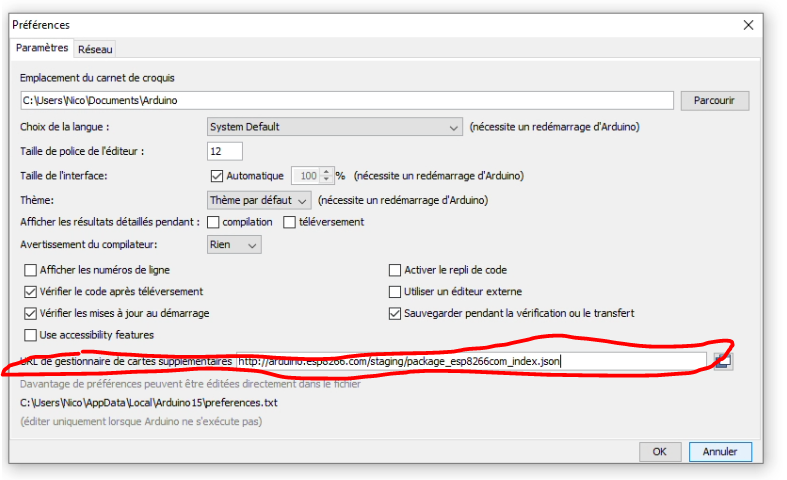 Préférences
Paramètres Réseau
Emplacement du carnet de croquis
C:\Users\Nico\Documents\Arduino Parcourir
Choix de la langue : System Default (nécessite un redémarrage d'Arduino)
Taille de police de l'éditeur : 12
Taille de l'interface: Automatique 100 % (nécessite un redémarrage d'Arduino)
Thème: Thème par défaut (nécessite un redémarrage d'Arduino)
Afficher les résultats détaillés pendant : compilation téléversement
Avertissement du compilateur: Rien
Afficher les numéros de ligne Activer le repli de code
Vérifier le code après téléversement Utiliser un éditeur externe
Vérifier les mises à jour au démarrage Sauvegarder pendant la vérification ou le transfert
Use accessibility features
URL de gestionnaire de cartes supplémentaires http://arduino.esp8266.com/staging/package_esp8266com_index.json
Davantage de préférences peuvent être éditées directement dans le fichier
C:\Users\Nico\AppData\Local\Arduino15\preferences.txt
(éditer uniquement lorsque Arduino ne s'exécute pas)
OK Annuler